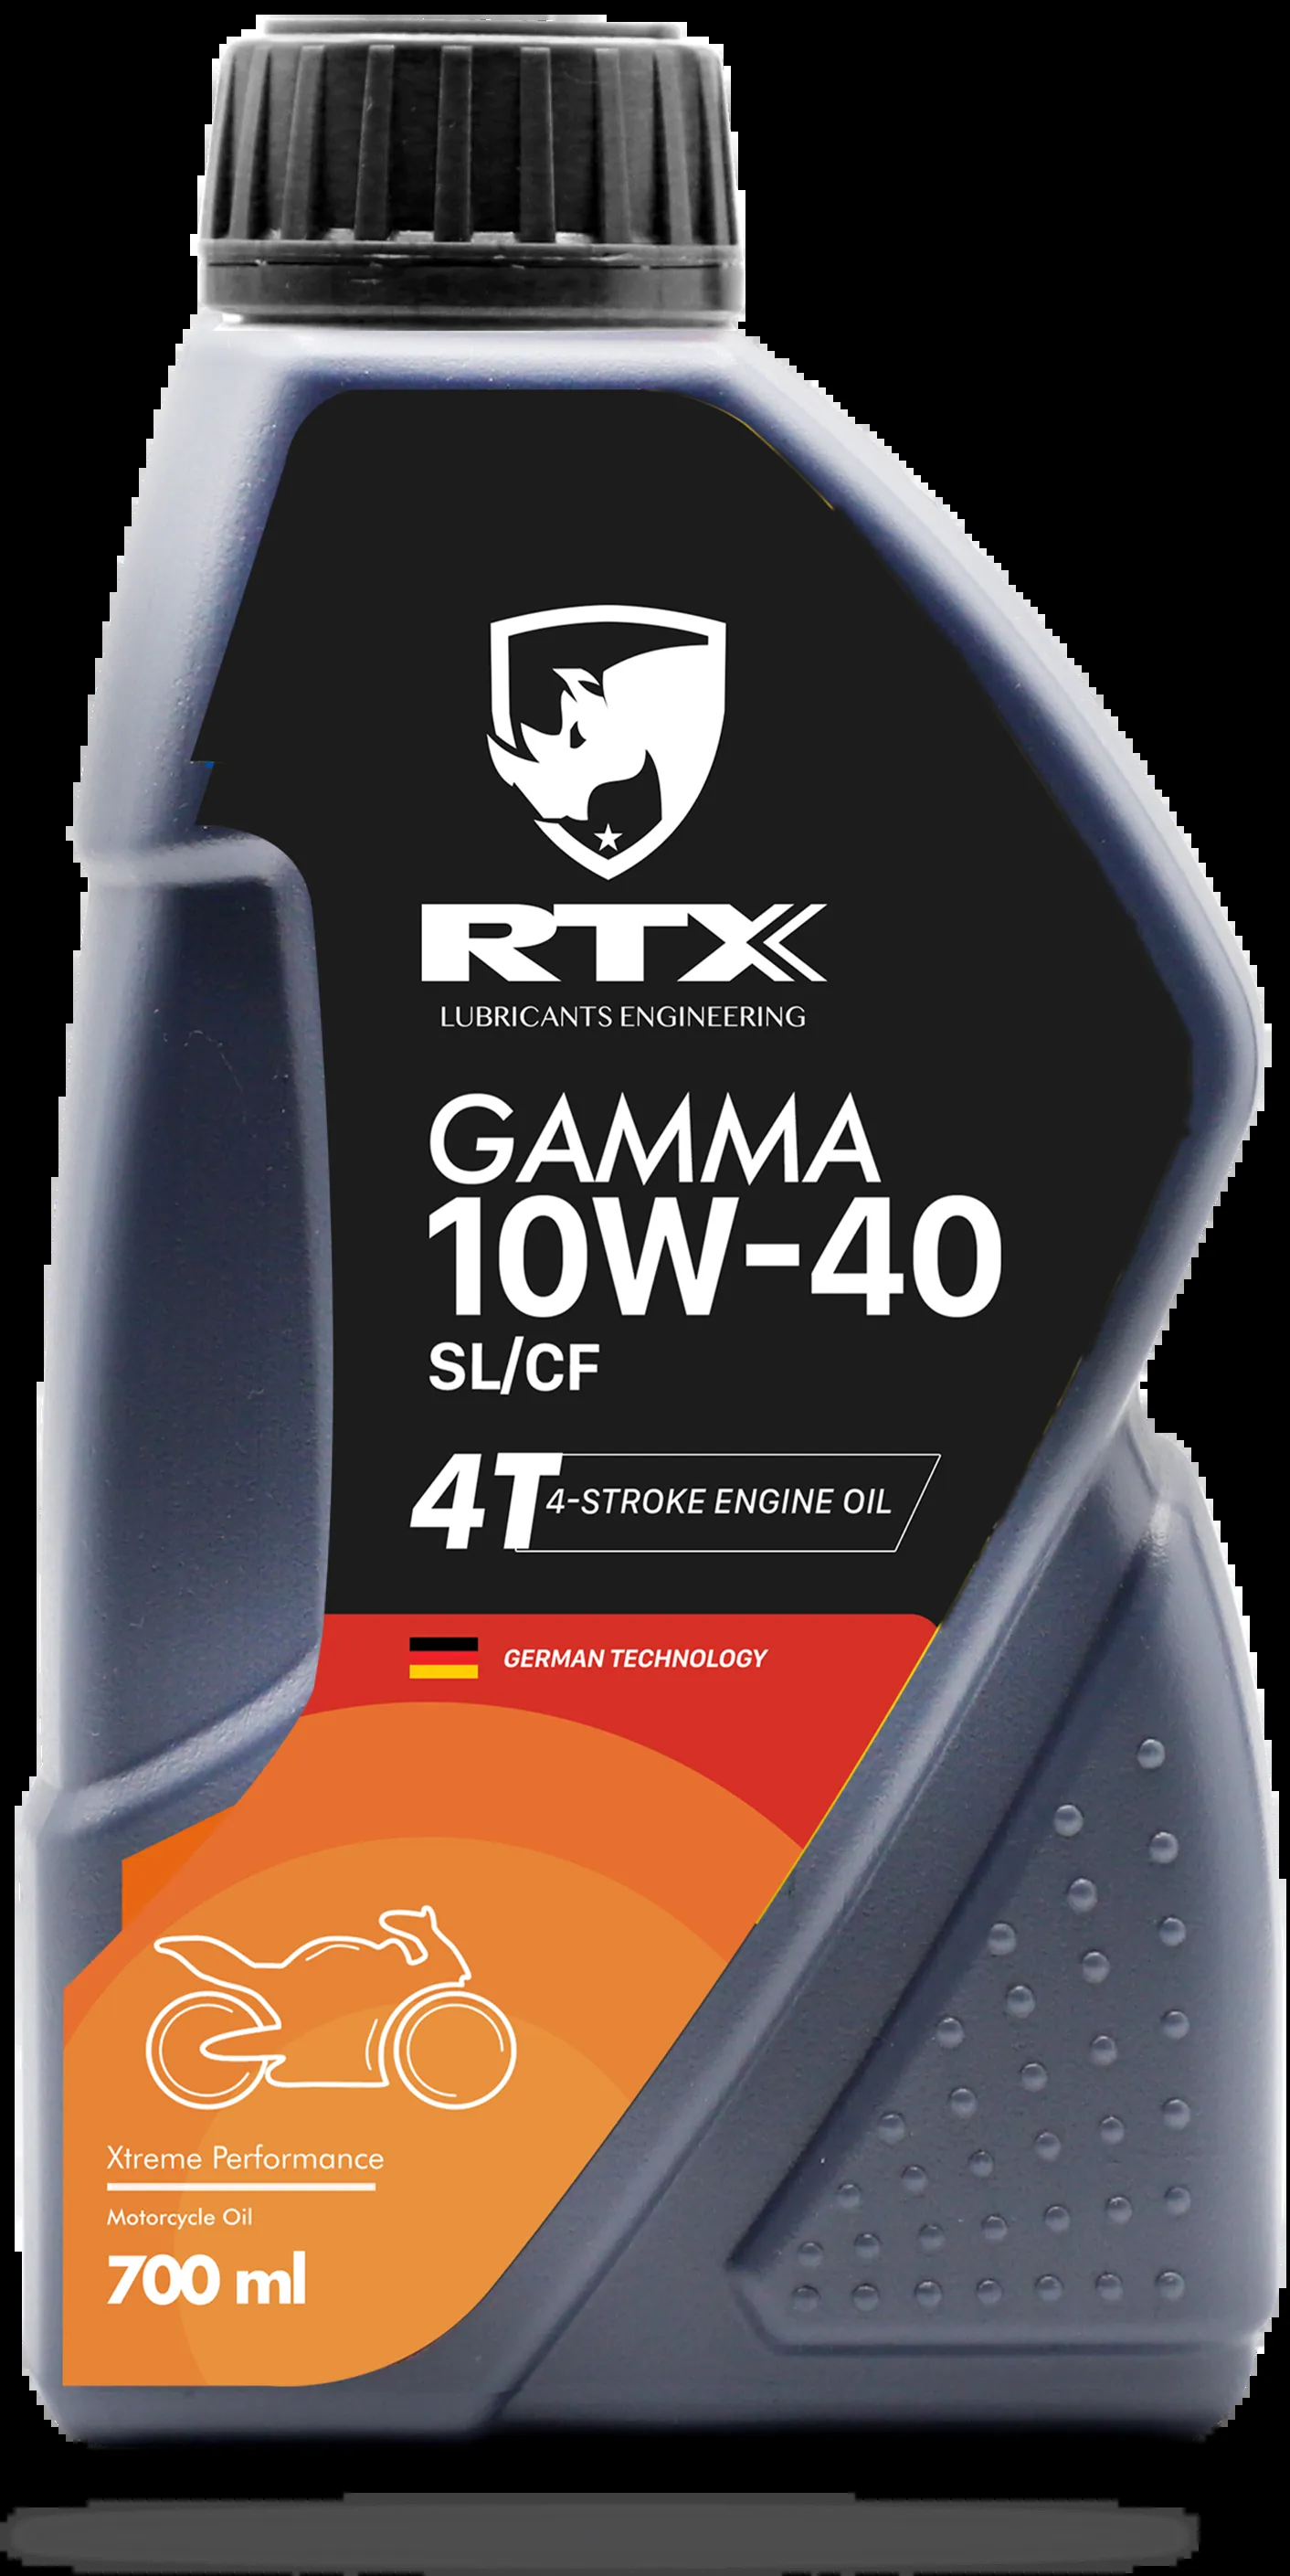 RTX
LUBRICANTS ENGINEERING
GAMMA
10W-40
SL/CF
4T 4-STROKE ENGINE OIL
GERMAN TECHNOLOGY
Xtreme Performance
Motorcycle Oil
700 ml